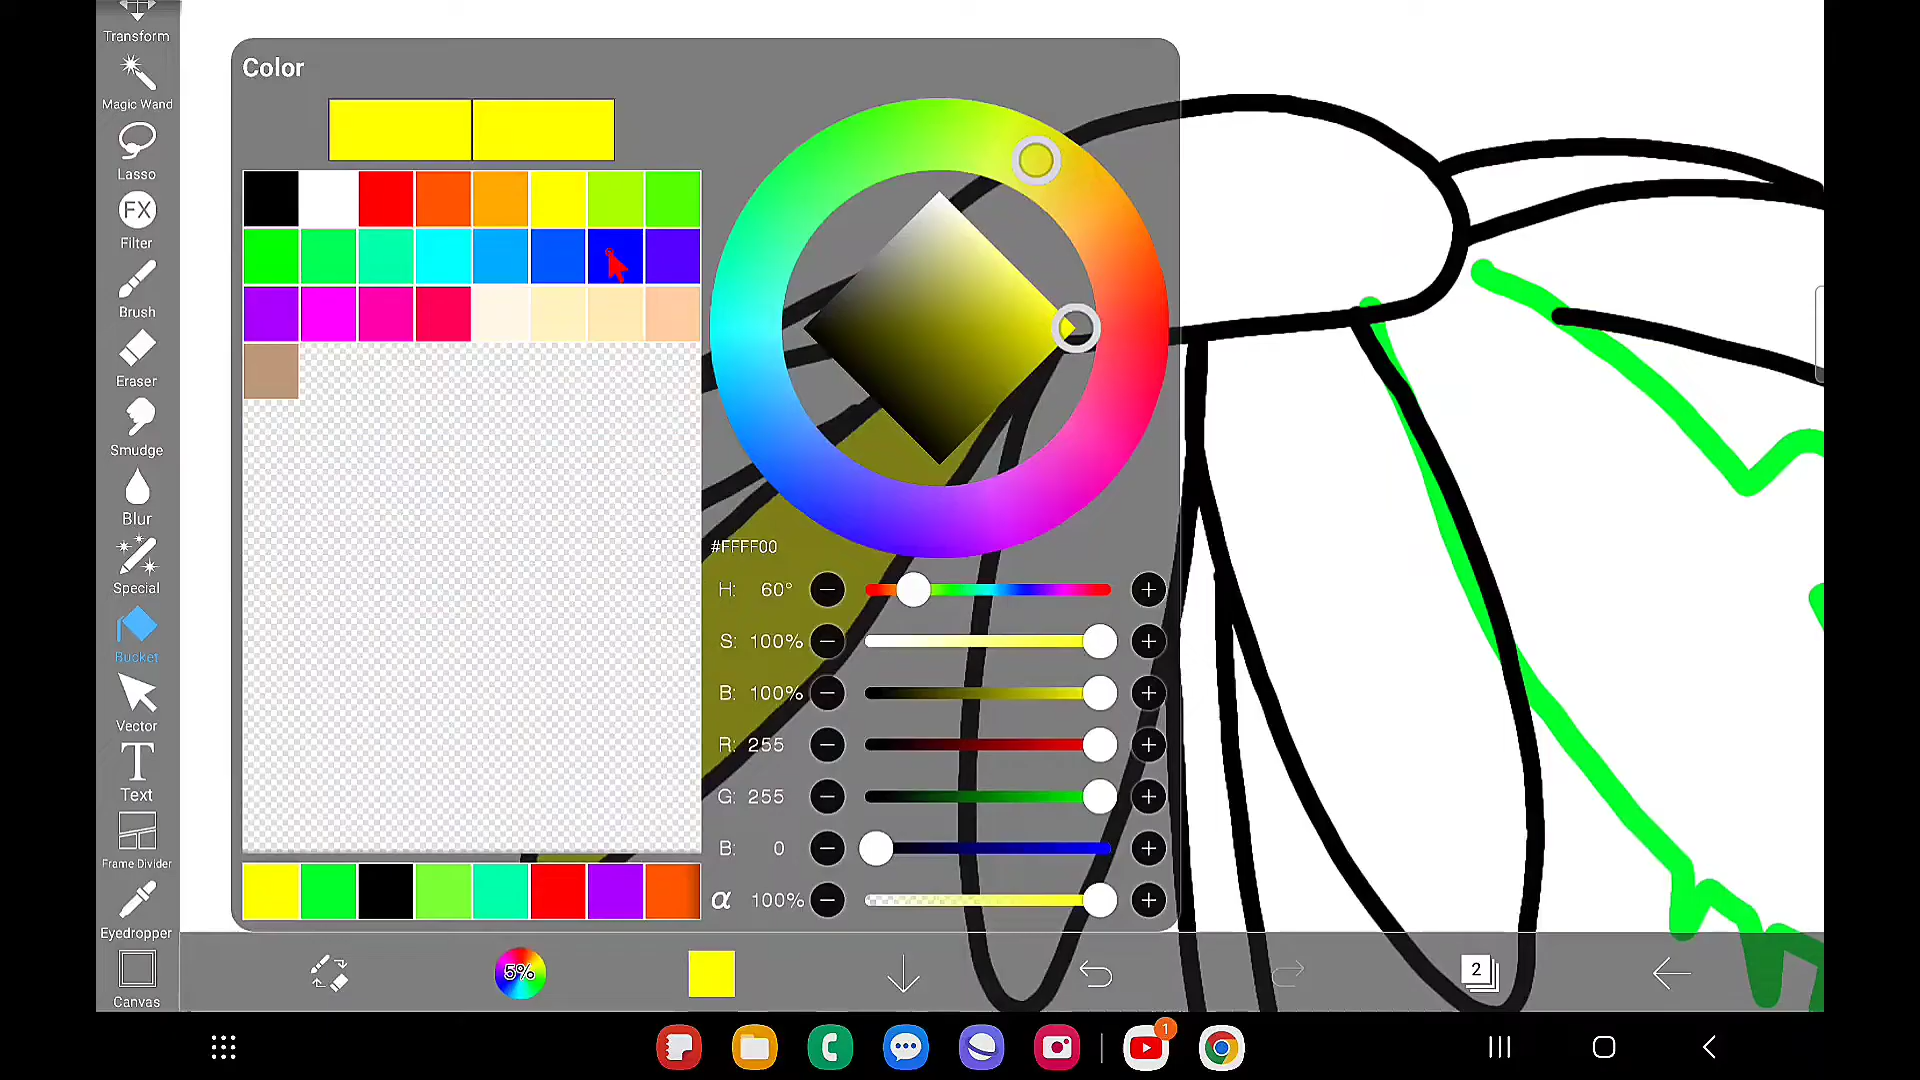 Transform
Magic Wand
Lasso
FX
Filter
Brush
Eraser
Smudge
Blur
Special
Bucket
Vector
T
Text
Frame Divider
Eyedropper
Canvas
Color
#FFFF00
H: 60°
S: 100%
B: 100%
R: 255
G: 255
B: 0
α 100%
5%
2
1